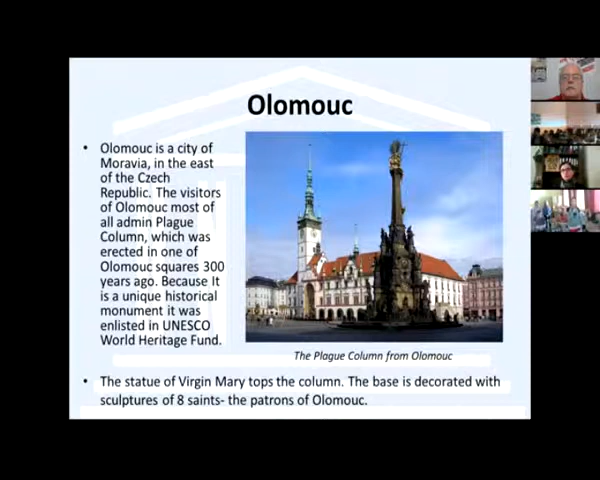 Olomouc
• Olomouc is a city of
Moravia, in the east
of the Czech
Republic. The visitors
of Olomouc most of
all admin Plague
Column, which was
erected in one of
Olomouc squares 300
years ago. Because It
is a unique historical
monument it was
enlisted in UNESCO
World Heritage Fund.
The Plague Column from Olomouc
• The statue of Virgin Mary tops the column. The base is decorated with
sculptures of 8 saints- the patrons of Olomouc.